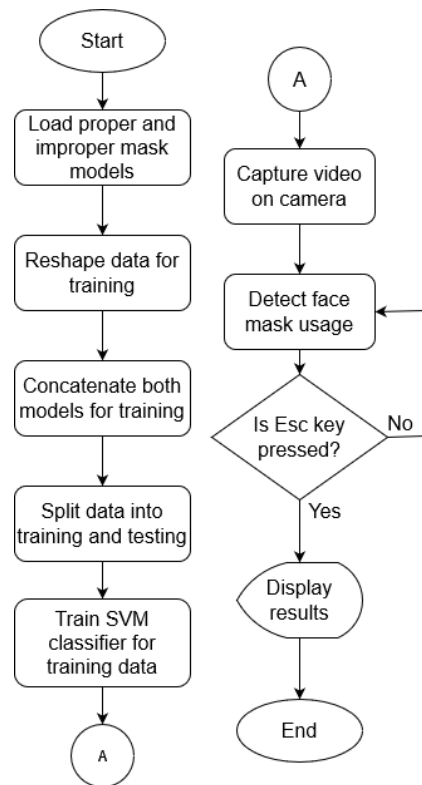 Start
Load proper and
improper mask
models
Reshape data for
training
Concatenate both
models for training
Split data into
training and testing
Train SVM
classifier for
training data
A
A
Capture video
on camera
Detect face
mask usage
Is Esc key
pressed?
No
Yes
Display
results
End